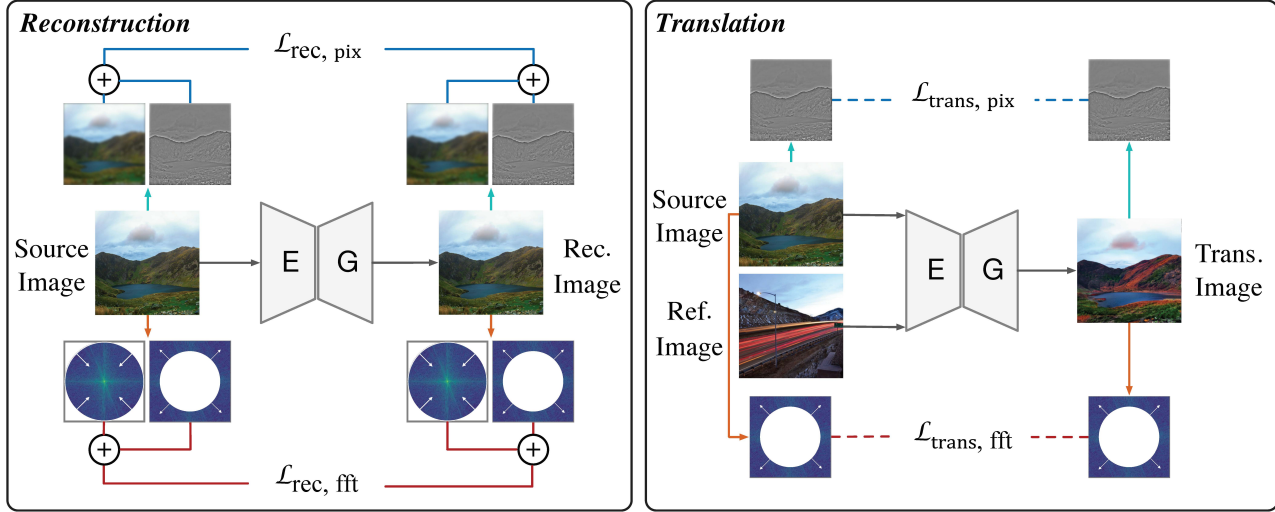 Reconstruction
ℒrec, pix
+
+
Source
Image
E
G
Rec.
Image
+
+
ℒrec, fft
Translation
ℒtrans, pix
Source
Image
Ref.
Image
E
G
Trans.
Image
ℒtrans, fft